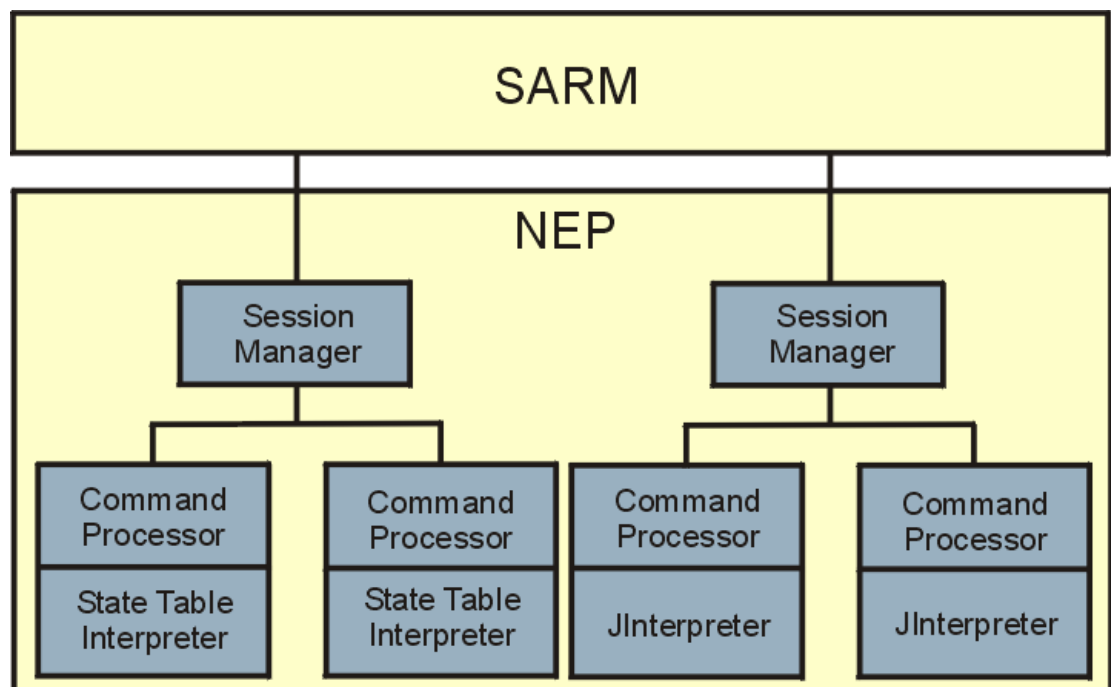 SARM
NEP
Session
Manager
Session
Manager
Command
Processor
State Table
Interpreter
Command
Processor
State Table
Interpreter
Command
Processor
JInterpreter
Command
Processor
JInterpreter